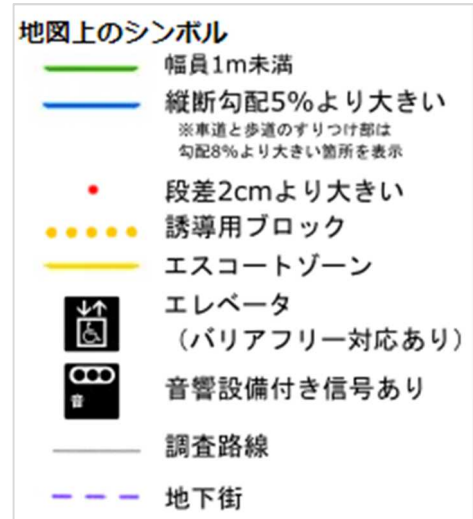 地図上のシンボル
幅員1m未満
縦断勾配5%より大きい
※車道と歩道のすりつけ部は
勾配8%より大きい箇所を表示
段差2cmより大きい
誘導用ブロック
エスコートゾーン
エレベータ
（バリアフリー対応あり）
音
音響設備付き信号あり
調査路線
地下街